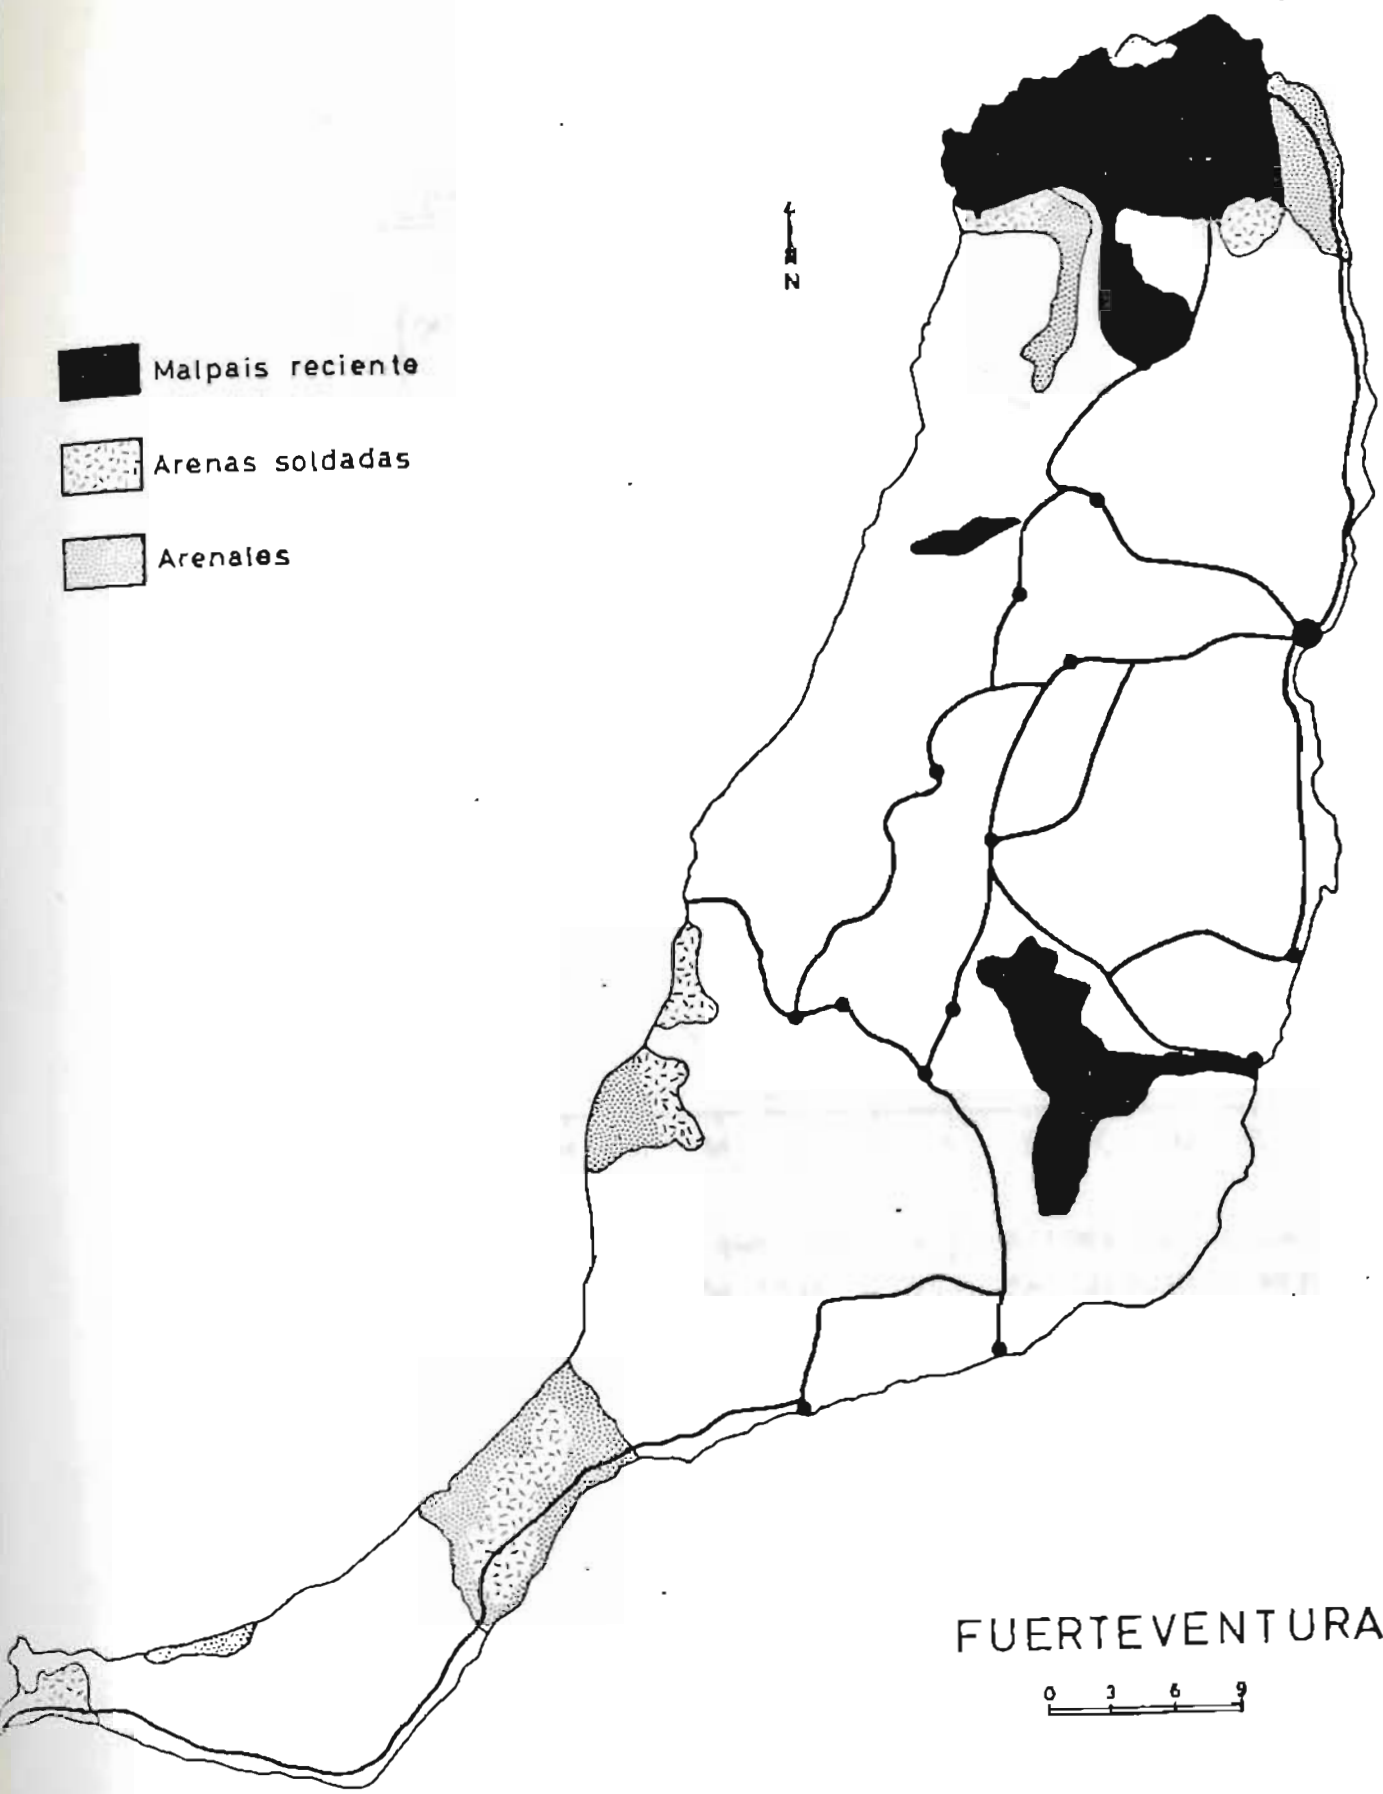 N
Malpais reciente
Arenas soldadas
Arenales
FUERTEVENTURA
0 3 6 9